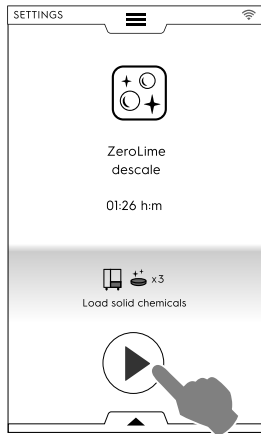 SETTINGS
ZeroLime
descale
01:26 h:m
x3
Load solid chemicals